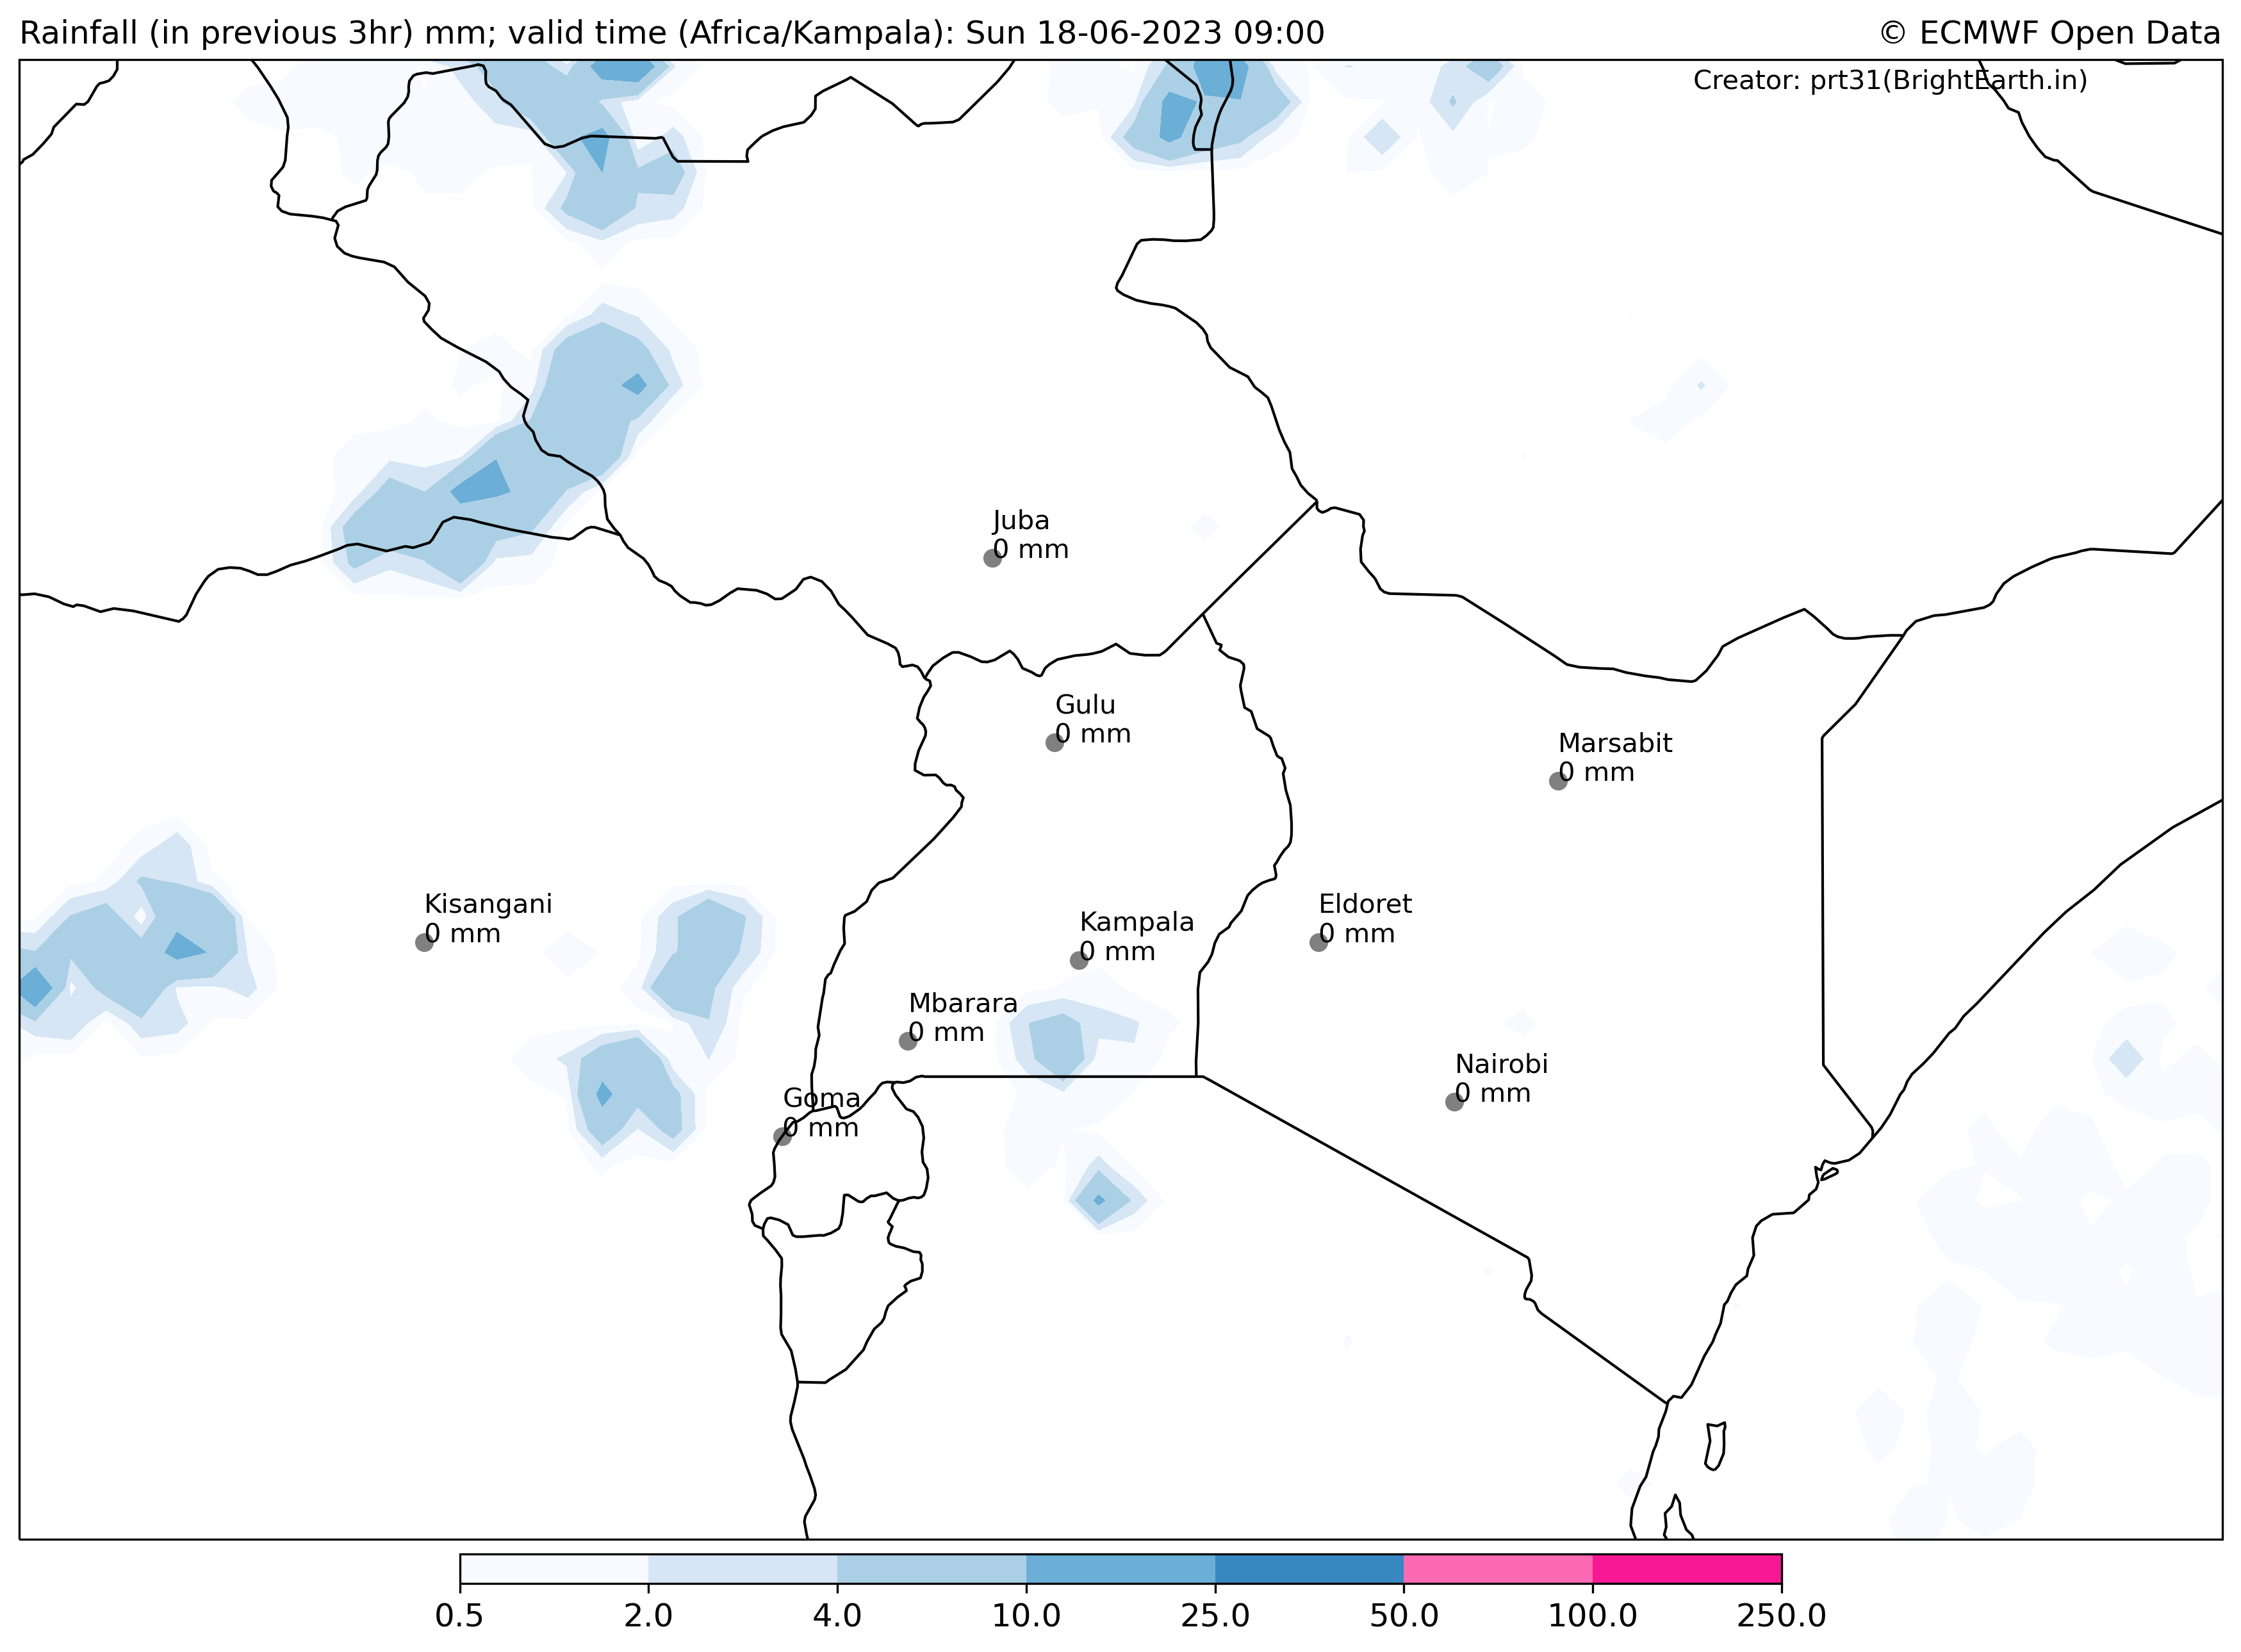 Rainfall (in previous 3hr) mm; valid time (Africa/Kampala): Sun 18-06-2023 09:00
© ECMWF Open Data
Creator: prt31(BrightEarth.in)
Juba
0 mm
Gulu
0 mm
Marsabit
0 mm
Kisangani
0 mm
Eldoret
0 mm
Kampala
0 mm
Mbarara
0 mm
Nairobi
0 mm
Goma
0 mm
0.5 2.0 4.0 10.0 25.0 50.0 100.0 250.0